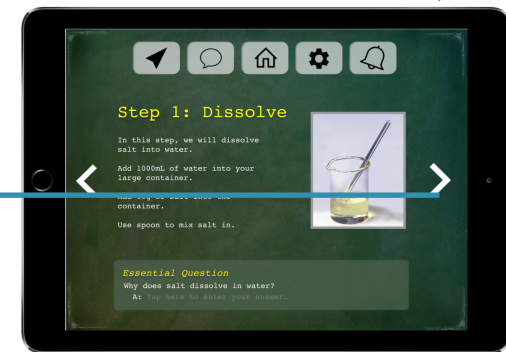 Step 1: Dissolve
In this step, we will dissolve
salt into water.
Add 1000mL of water into your
large container.
container.
Use spoon to mix salt in.
Essential Question
Why does salt dissolve in water?
A: Tap here to enter your answer…